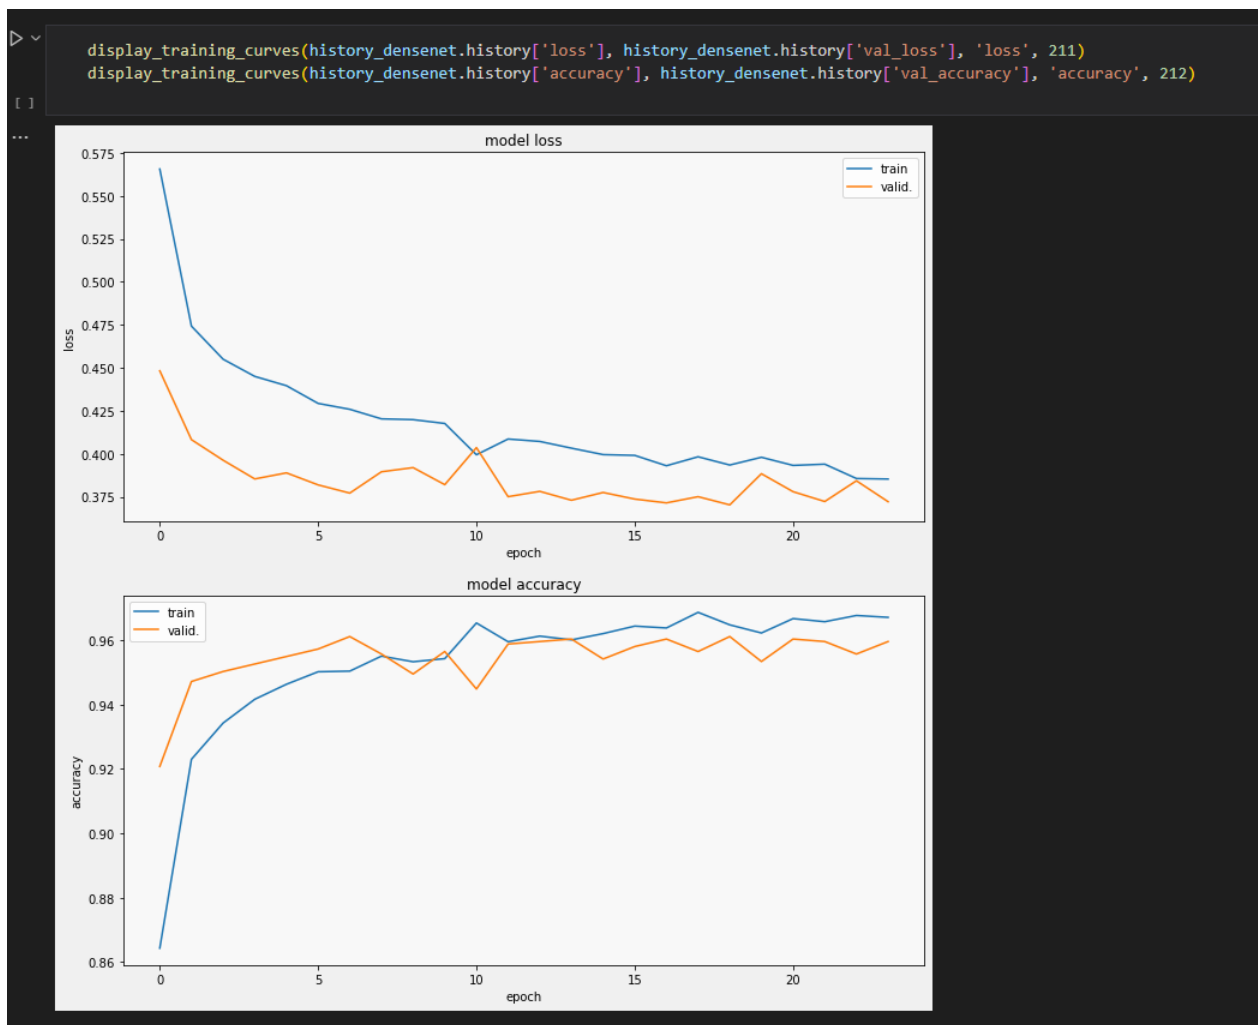 display_training_curves(history_densenet.history['loss'], history_densenet.history['val_loss'], 'loss', 211)
display_training_curves(history_densenet.history['accuracy'], history_densenet.history['val_accuracy'], 'accuracy', 212)
[ ]
...
model loss
train
valid.
0.575
0.550
0.525
0.500
0.475
0.450
0.425
0.400
0.375
loss
0 5 10 15 20
epoch
model accuracy
train
valid.
0.96
0.94
0.92
0.90
0.88
0.86
accuracy
0 5 10 15 20
epoch